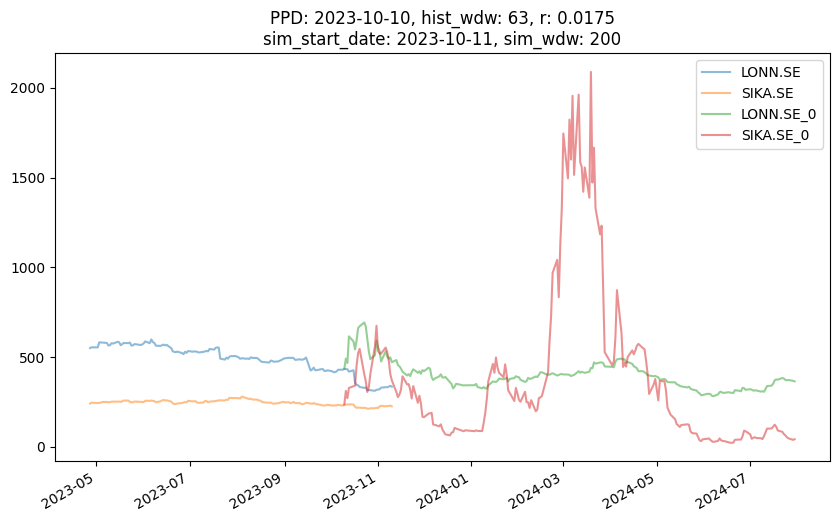 PPD: 2023-10-10, hist_wdw: 63, r: 0.0175
sim_start_date: 2023-10-11, sim_wdw: 200
LONN.SE
SIKA.SE
LONN.SE_0
SIKA.SE_0
2000
1500
1000
500
0
2023-05
2023-07
2023-09
2023-11
2024-01
2024-03
2024-05
2024-07